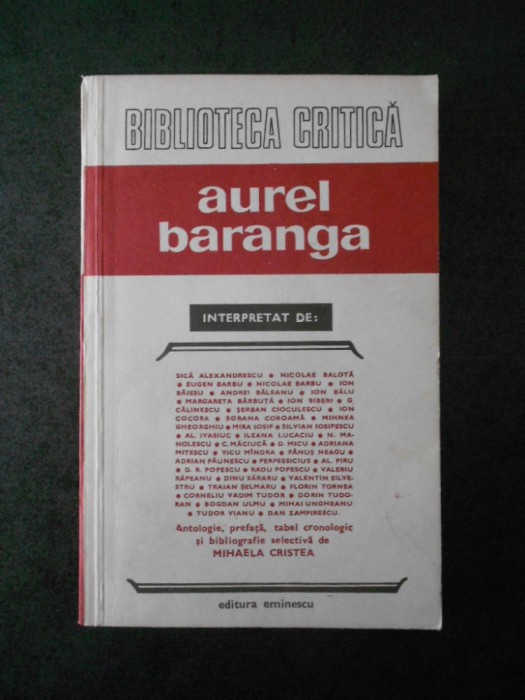 BIBLIOTECA CRITICĂ
aurel
baranga
INTERPRETAT DE:
SICĂ ALEXANDRESCU • NICOLAE BALOTĂ
• EUGEN BARBU • NICOLAE BARBU • ION
BĂIEȘU • ANDREI BĂLEANU • ION BĂLU
• MARGARETA BĂRBUȚĂ • ION BIBERI • G.
CĂLINESCU • ȘERBAN CIOCULESCU • ION
COCORA • SORANA COROAMĂ • MIHNEA
GHEORGHIU • MIRA IOSIF • SILVIAN IOSIFESCU
• AL. IVASIUC • ILEANA LUCACIU • N. MA-
NOLESCU • C. MĂCIUCĂ • D. MICU • ADRIANA
MITESCU • VICU MÎNDRA • FĂNUȘ NEAGU •
ADRIAN PĂUNESCU • PERPESSICIUS • AL. PIRU
• D. R. POPESCU • RADU POPESCU • VALERIU
RÂPEANU • DINU SĂRARU • VALENTIN SILVE-
STRU • TRAIAN ȘELMARU • FLORIN TORNEA
• CORNELIU VADIM TUDOR • DORIN TUDO-
RAN • BOGDAN ULMU • MIHAI UNGHEANU
• TUDOR VIANU • DAN ZAMFIRESCU.
Antologie, prefață, tabel cronologic
și bibliografie selectivă de
MIHAELA CRISTEA
editura eminescu